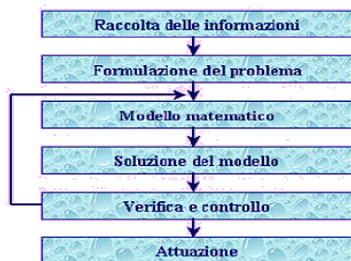 Raccolta delle informazioni
Formulazione del problema
Modello matematico
Soluzione del modello
Verifica e controllo
Attuazione